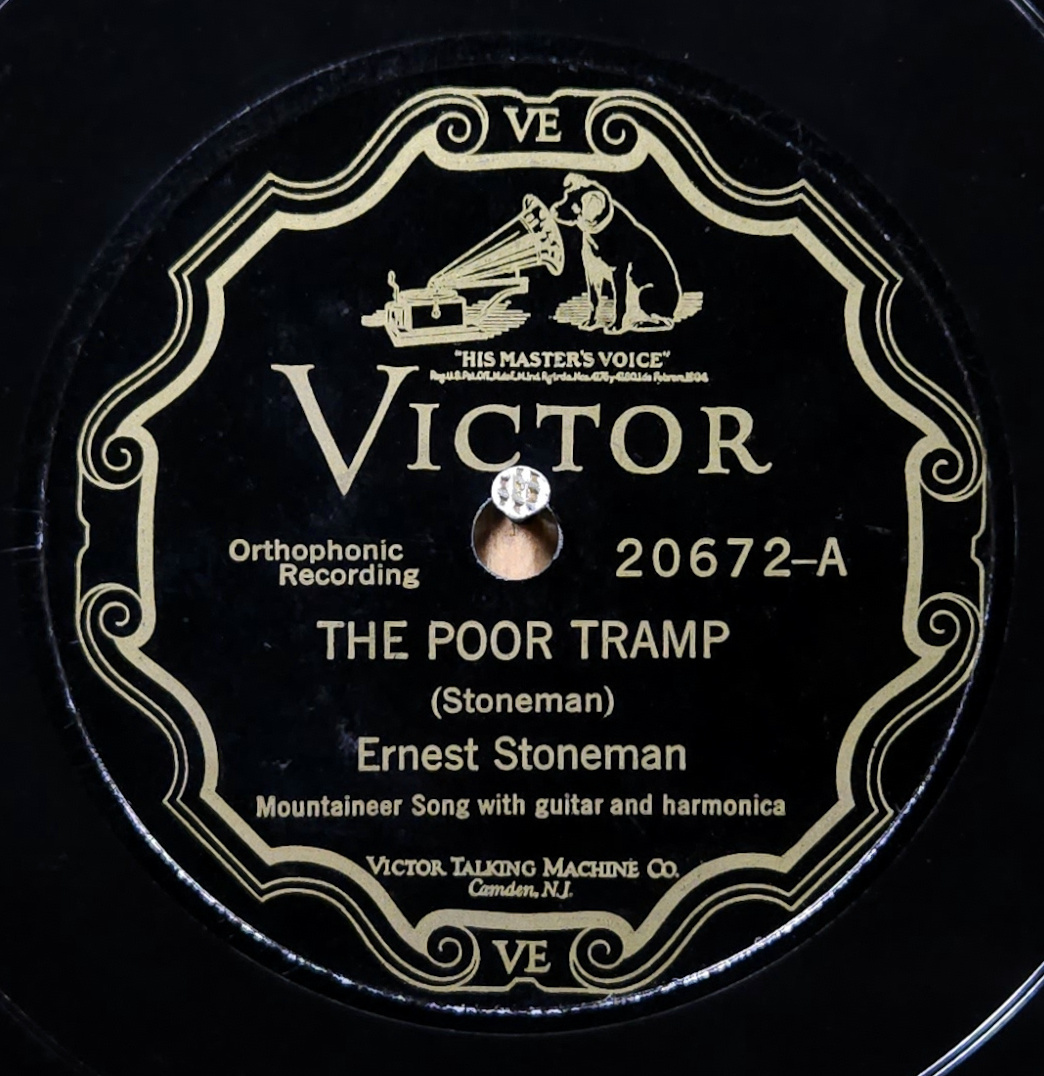 VE
"HIS MASTER'S VOICE"
VICTOR
Orthophonic
Recording
20672-A
THE POOR TRAMP
(Stoneman)
Ernest Stoneman
Mountaineer Song with guitar and harmonica
VICTOR TALKING MACHINE CO.
Camden, N.J.
VE